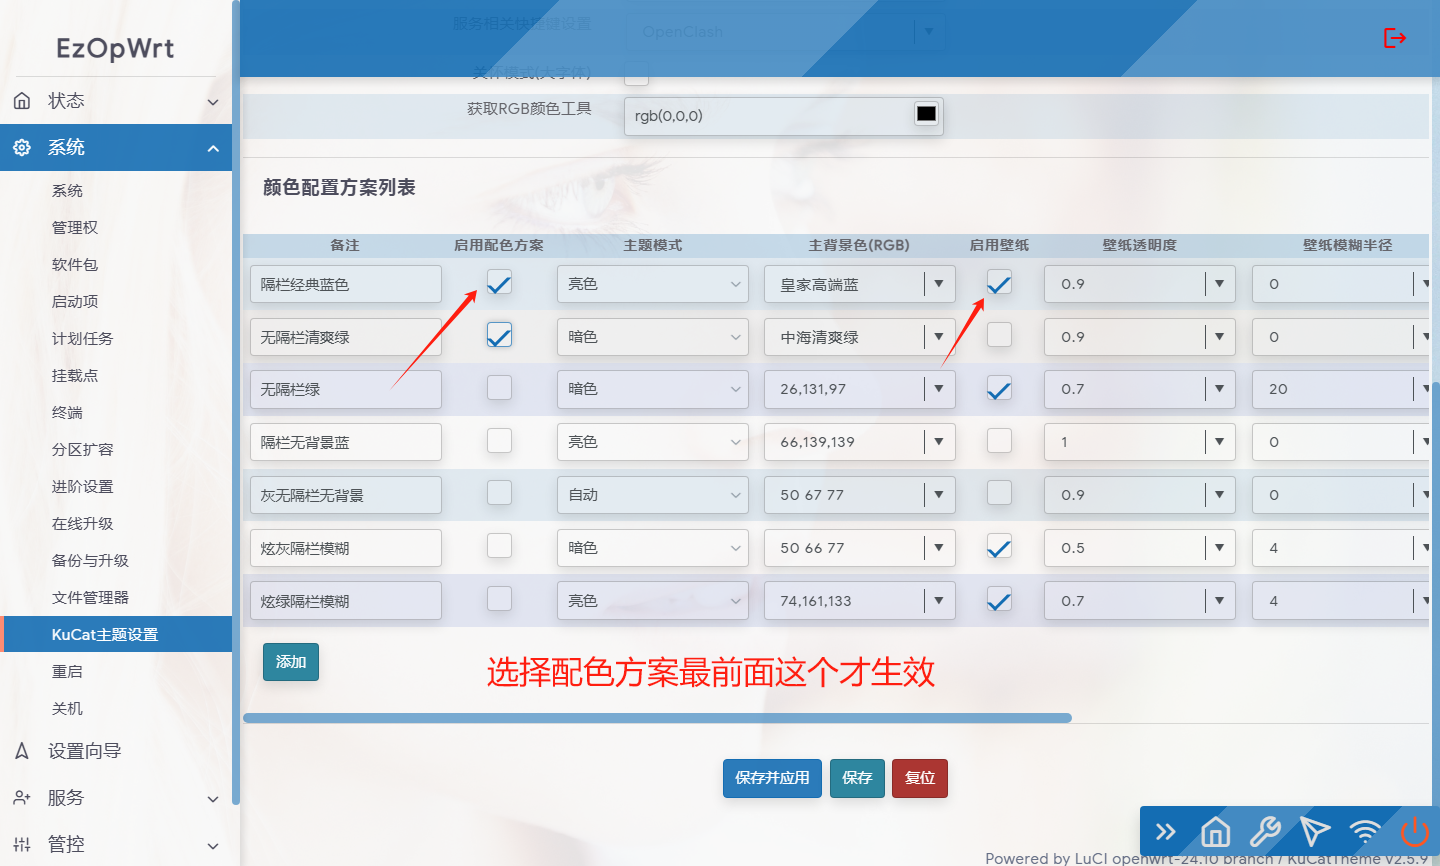 EzOpWrt
状态
系统
系统
管理权
软件包
启动项
计划任务
挂载点
终端
分区扩容
进阶设置
在线升级
备份与升级
文件管理器
KuCat主题设置
重启
关机
设置向导
服务
管控
服务相关快捷键设置 OpenClash
关怀模式(大字体)
获取RGB颜色工具 rgb(0,0,0)
颜色配置方案列表
备注 启用配色方案 主题模式 主背景色(RGB) 启用壁纸 壁纸透明度 壁纸模糊半径
隔栏经典蓝色 亮色 皇家高端蓝 0.9 0
无隔栏清爽绿 暗色 中海清爽绿 0.9 0
无隔栏绿 暗色 26,131,97 0.7 20
隔栏无背景蓝 亮色 66,139,139 1 0
灰无隔栏无背景 自动 50 67 77 0.9 0
炫灰隔栏模糊 暗色 50 66 77 0.5 4
炫绿隔栏模糊 亮色 74,161,133 0.7 4
添加
选择配色方案最前面这个才生效
保存并应用 保存 复位
Powered by LuCI openwrt-24.10 branch / KuCatTheme v2.5.9